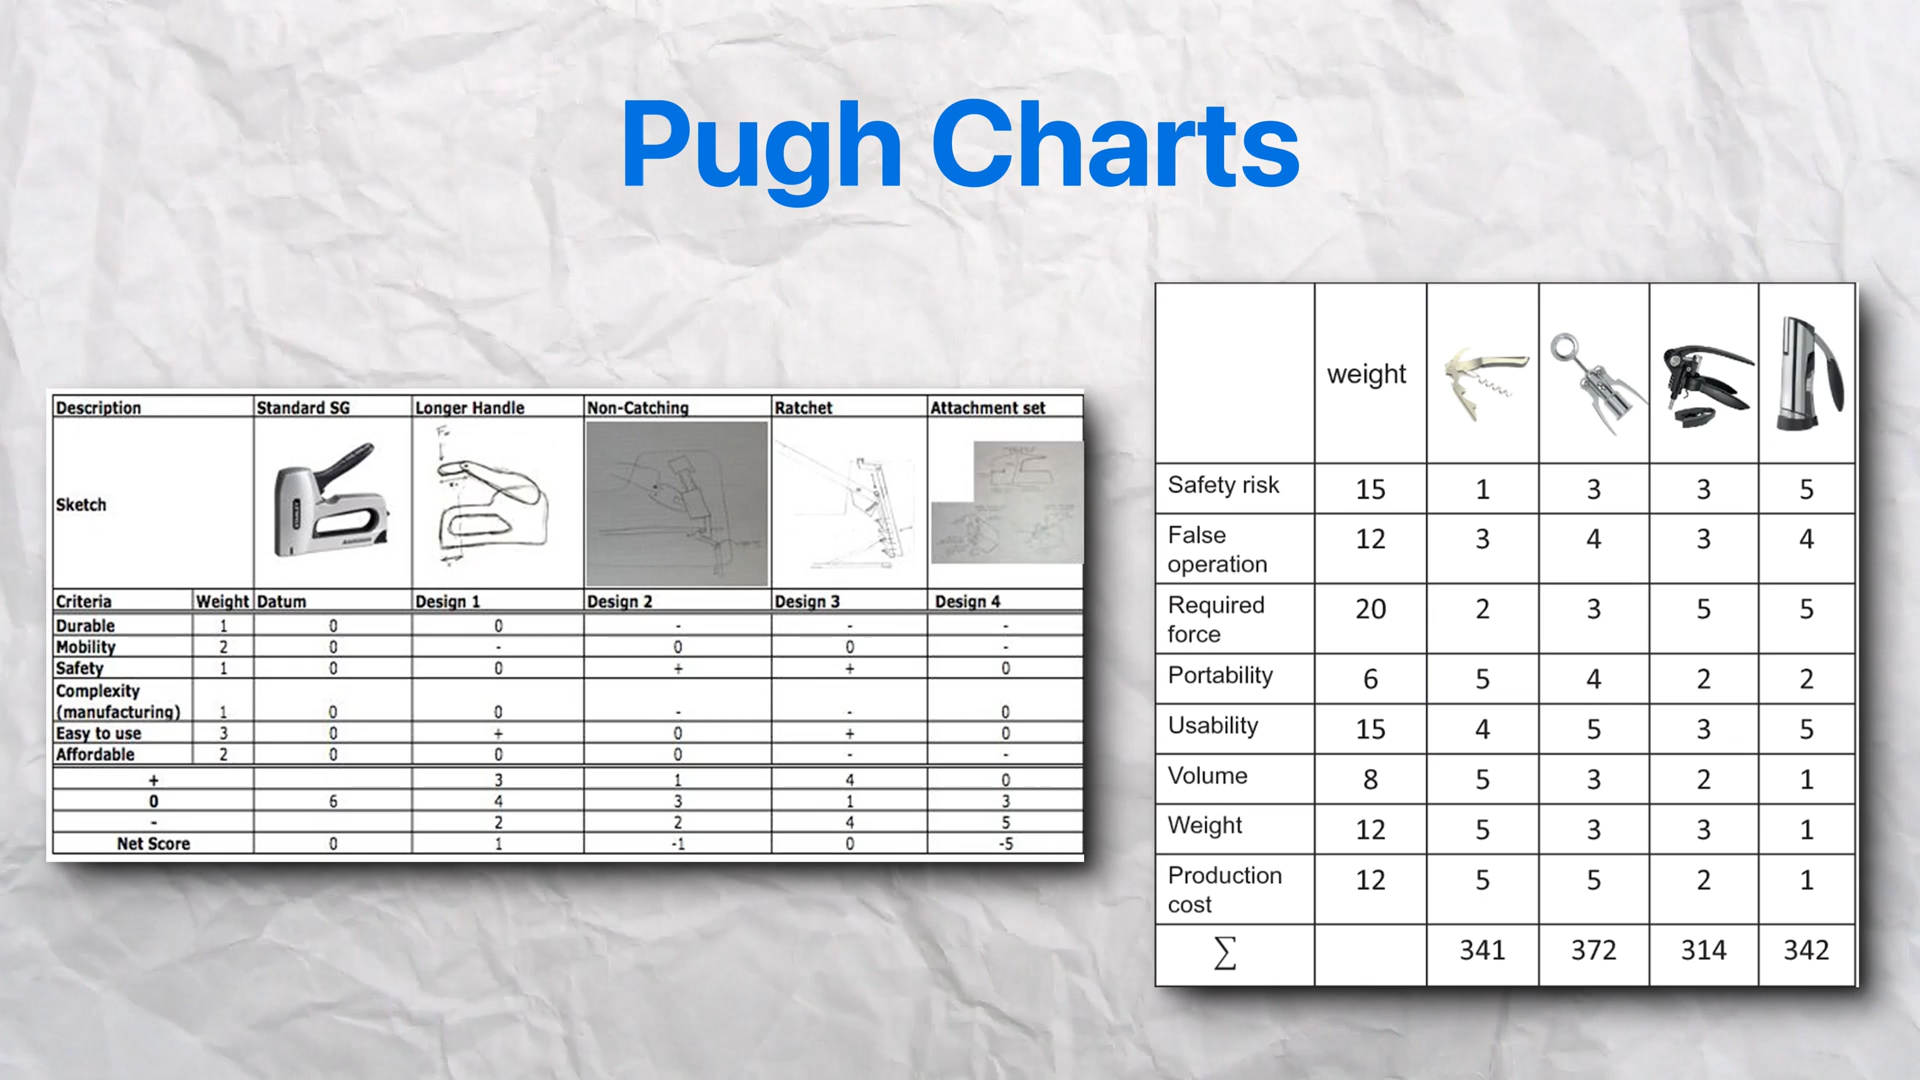 Pugh Charts
Description Standard SG Longer Handle Non-Catching Ratchet Attachment set
Sketch
Criteria Weight Datum Design 1 Design 2 Design 3 Design 4
Durable 1 0 0 - - -
Mobility 2 0 - 0 0 -
Safety 1 0 0 + + 0
Complexity
(manufacturing) 1 0 0 - - 0
Easy to use 3 0 + 0 + 0
Affordable 2 0 0 0 - -
+ 3 1 4 0
0 6 4 3 1 3
- 2 2 4 5
Net Score 0 1 -1 0 -5
weight
Safety risk 15 1 3 3 5
False
operation 12 3 4 3 4
Required
force 20 2 3 5 5
Portability 6 5 4 2 2
Usability 15 4 5 3 5
Volume 8 5 3 2 1
Weight 12 5 3 3 1
Production
cost 12 5 5 2 1
∑ 341 372 314 342